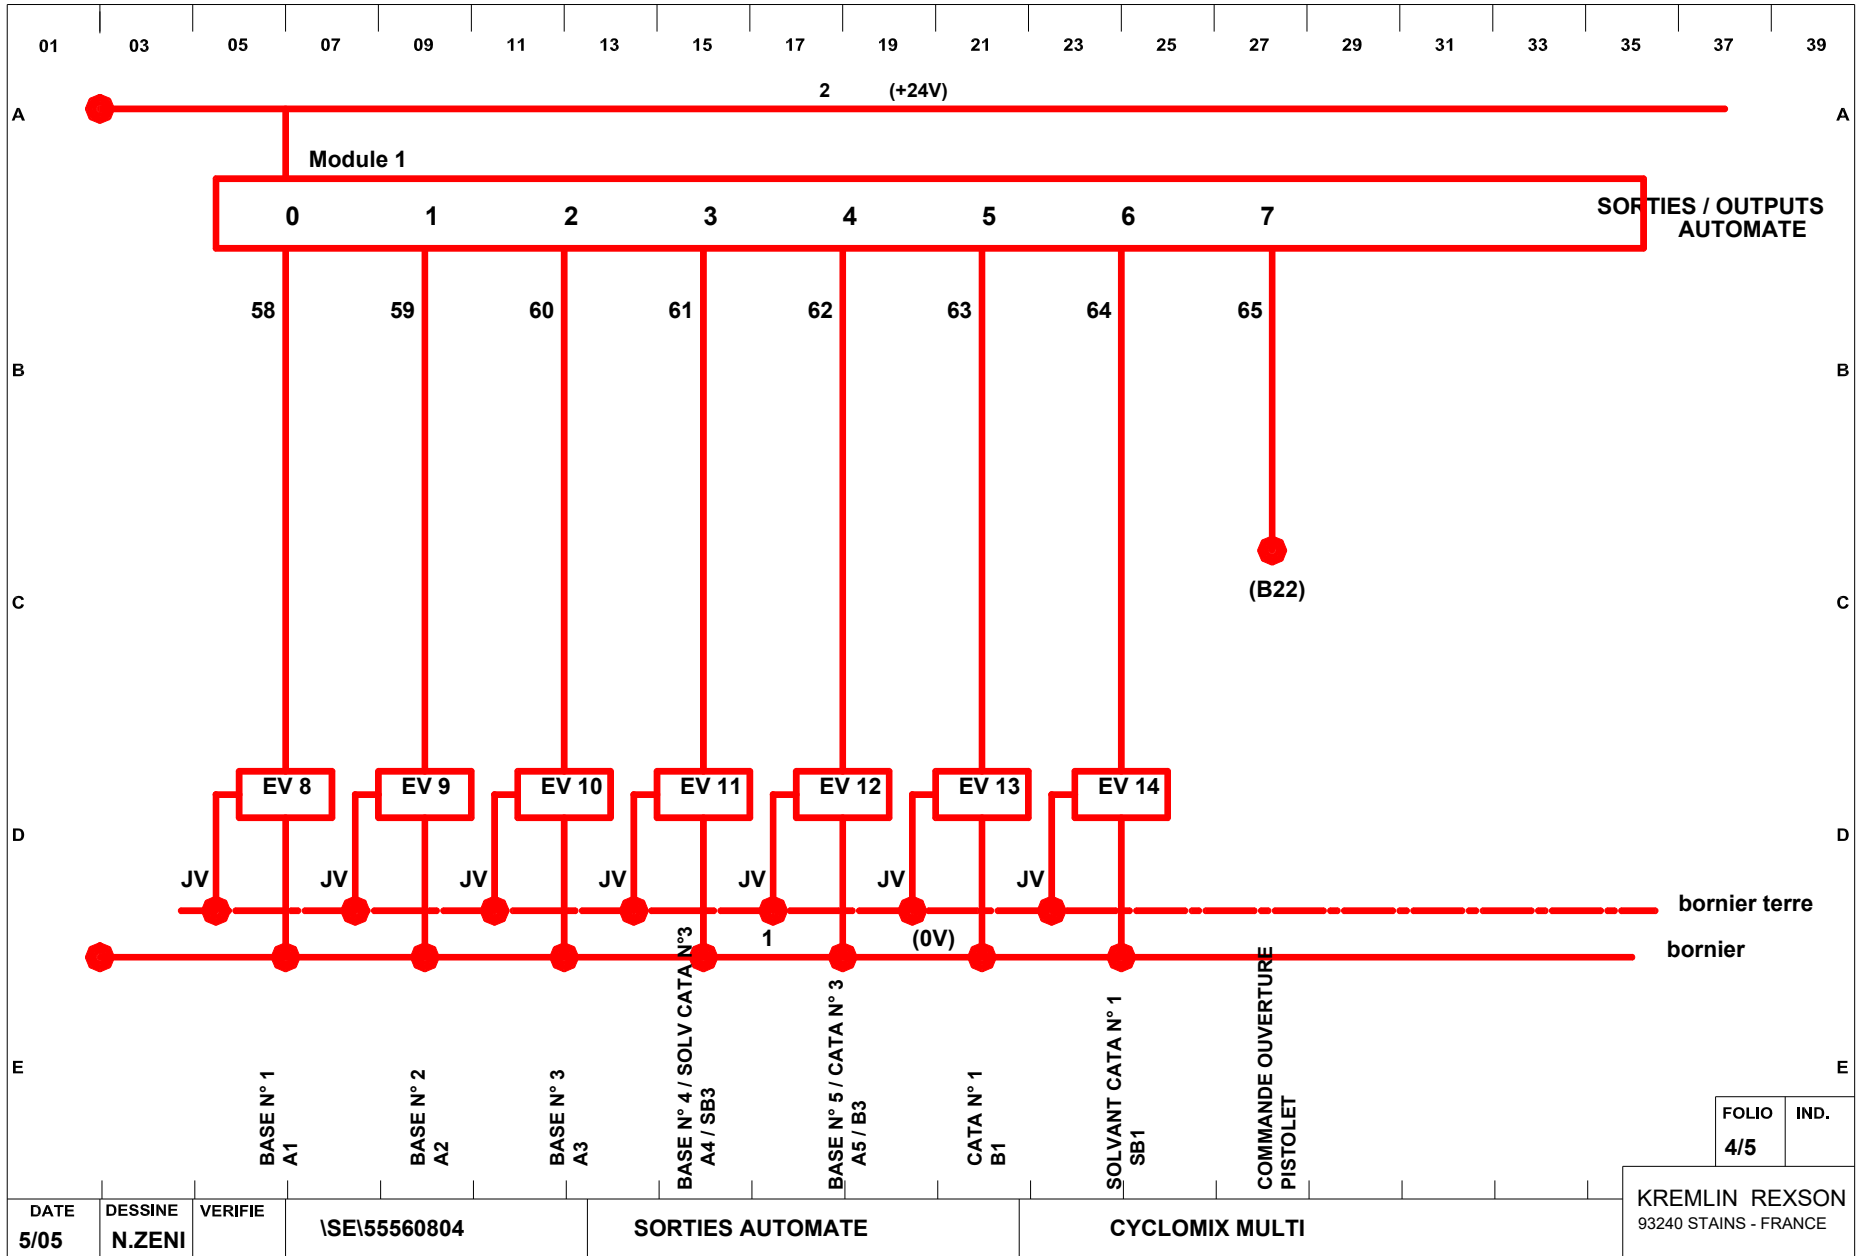 01 03 05 07 09 11 13 15 17 19 21 23 25 27 29 31 33 35 37 39
2 (+24V)
A A
Module 1
0 1 2 3 4 5 6 7
SORTIES / OUTPUTS
AUTOMATE
58 59 60 61 62 63 64 65
B B
(B22)
C C
EV 8 EV 9 EV 10 EV 11 EV 12 EV 13 EV 14
D D
JV JV JV JV JV JV JV
bornier terre
1 (0V)
bornier
BASE N° 1
A1
BASE N° 2
A2
BASE N° 3
A3
BASE N° 4 / SOLV CATA N°3
A4 / SB3
BASE N° 5 / CATA N° 3
A5 / B3
CATA N° 1
B1
SOLVANT CATA N° 1
SB1
COMMANDE OUVERTURE
PISTOLET
E E
FOLIO IND.
4/5
DATE DESSINE VERIFIE
5/05 N.ZENI
\SE\55560804
SORTIES AUTOMATE
CYCLOMIX MULTI
KREMLIN REXSON
93240 STAINS - FRANCE